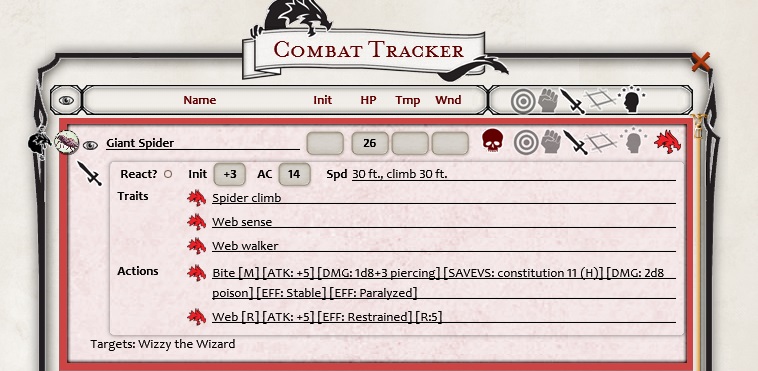 COMBAT TRACKER
Name Init HP Tmp Wnd
Giant Spider 26
React? Init +3 AC 14 Spd 30 ft., climb 30 ft.
Traits Spider climb
Web sense
Web walker
Actions Bite [M] [ATK: +5] [DMG: 1d8+3 piercing] [SAVEVS: constitution 11 (H)] [DMG: 2d8
poison] [EFF: Stable] [EFF: Paralyzed]
Web [R] [ATK: +5] [EFF: Restrained] [R:5]
Targets: Wizzy the Wizard